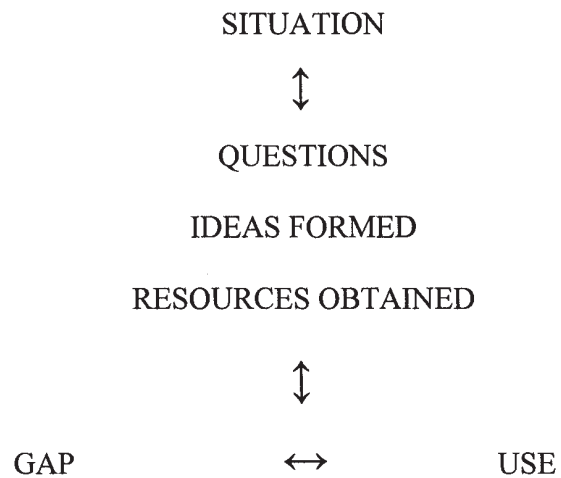 SITUATION
↕
QUESTIONS
IDEAS FORMED
RESOURCES OBTAINED
↕
GAP ↔ USE